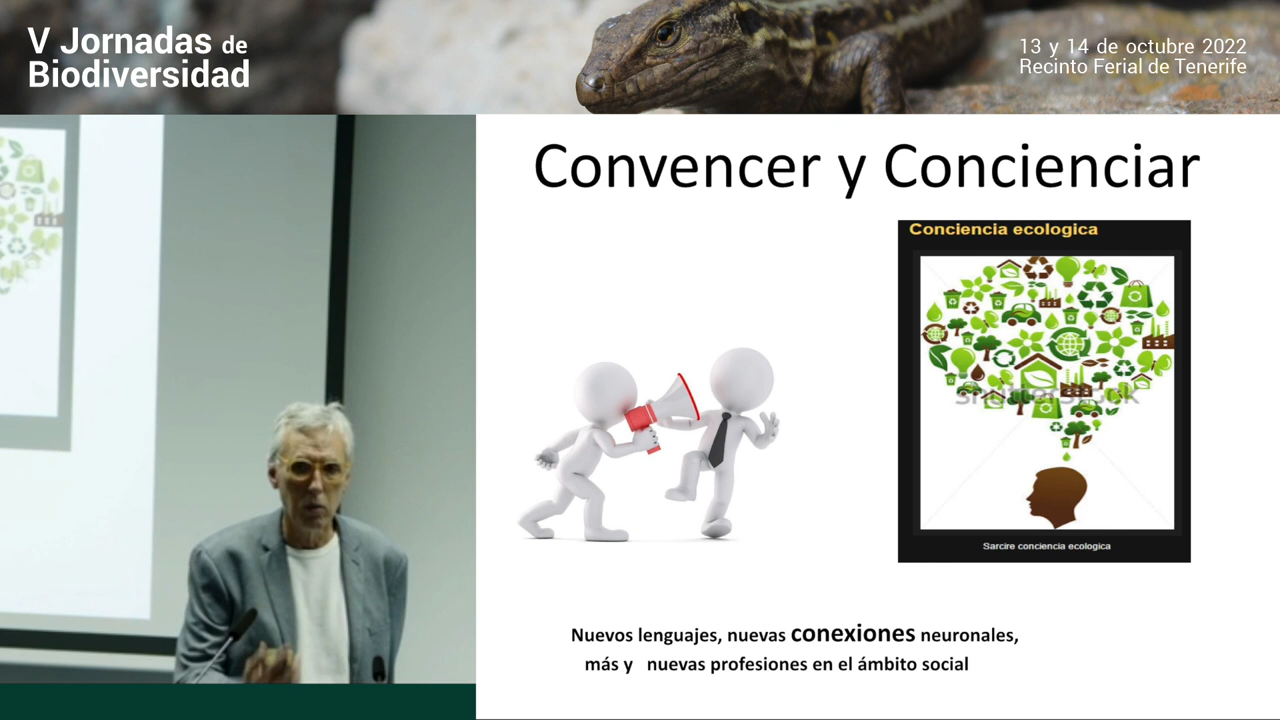 V Jornadas de
Biodiversidad
13 y 14 de octubre 2022
Recinto Ferial de Tenerife
Convencer y Concienciar
Conciencia ecologica
Sarcire conciencia ecologica
Nuevos lenguajes, nuevas conexiones neuronales,
más y nuevas profesiones en el ámbito social